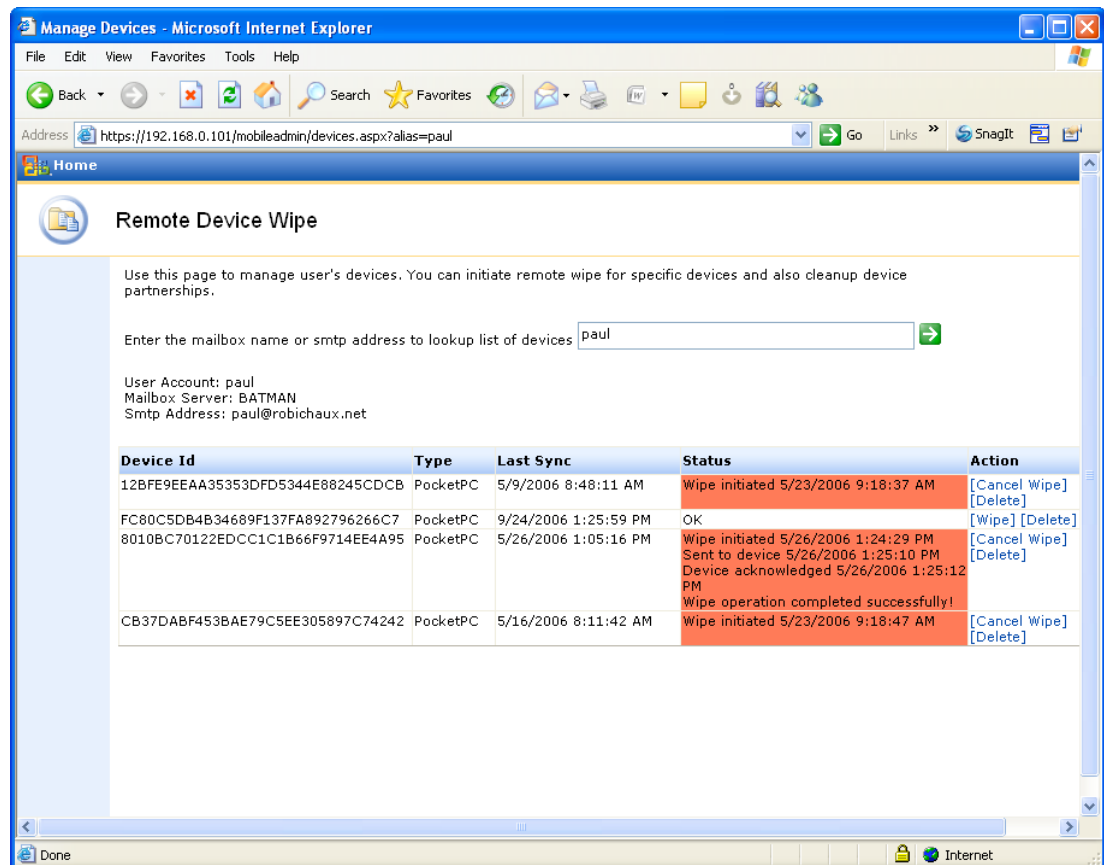 Manage Devices - Microsoft Internet Explorer
File Edit View Favorites Tools Help
Back Search Favorites
Address https://192.168.0.101/mobileadmin/devices.aspx?alias=paul Go Links » SnagIt
Home
Remote Device Wipe
Use this page to manage user's devices. You can initiate remote wipe for specific devices and also cleanup device
partnerships.
Enter the mailbox name or smtp address to lookup list of devices paul
User Account: paul
Mailbox Server: BATMAN
Smtp Address: paul@robichaux.net
Device Id Type Last Sync Status Action
12BFE9EEAA35353DFD5344E88245CDCB PocketPC 5/9/2006 8:48:11 AM Wipe initiated 5/23/2006 9:18:37 AM [Cancel Wipe]
[Delete]
FC80C5DB4B34689F137FA892796266C7 PocketPC 9/24/2006 1:25:59 PM OK [Wipe] [Delete]
8010BC70122EDCC1C1B66F9714EE4A95 PocketPC 5/26/2006 1:05:16 PM Wipe initiated 5/26/2006 1:24:29 PM [Cancel Wipe]
Sent to device 5/26/2006 1:25:10 PM [Delete]
Device acknowledged 5/26/2006 1:25:12
PM
Wipe operation completed successfully!
CB37DABF453BAE79C5EE305897C74242 PocketPC 5/16/2006 8:11:42 AM Wipe initiated 5/23/2006 9:18:47 AM [Cancel Wipe]
[Delete]
Done Internet